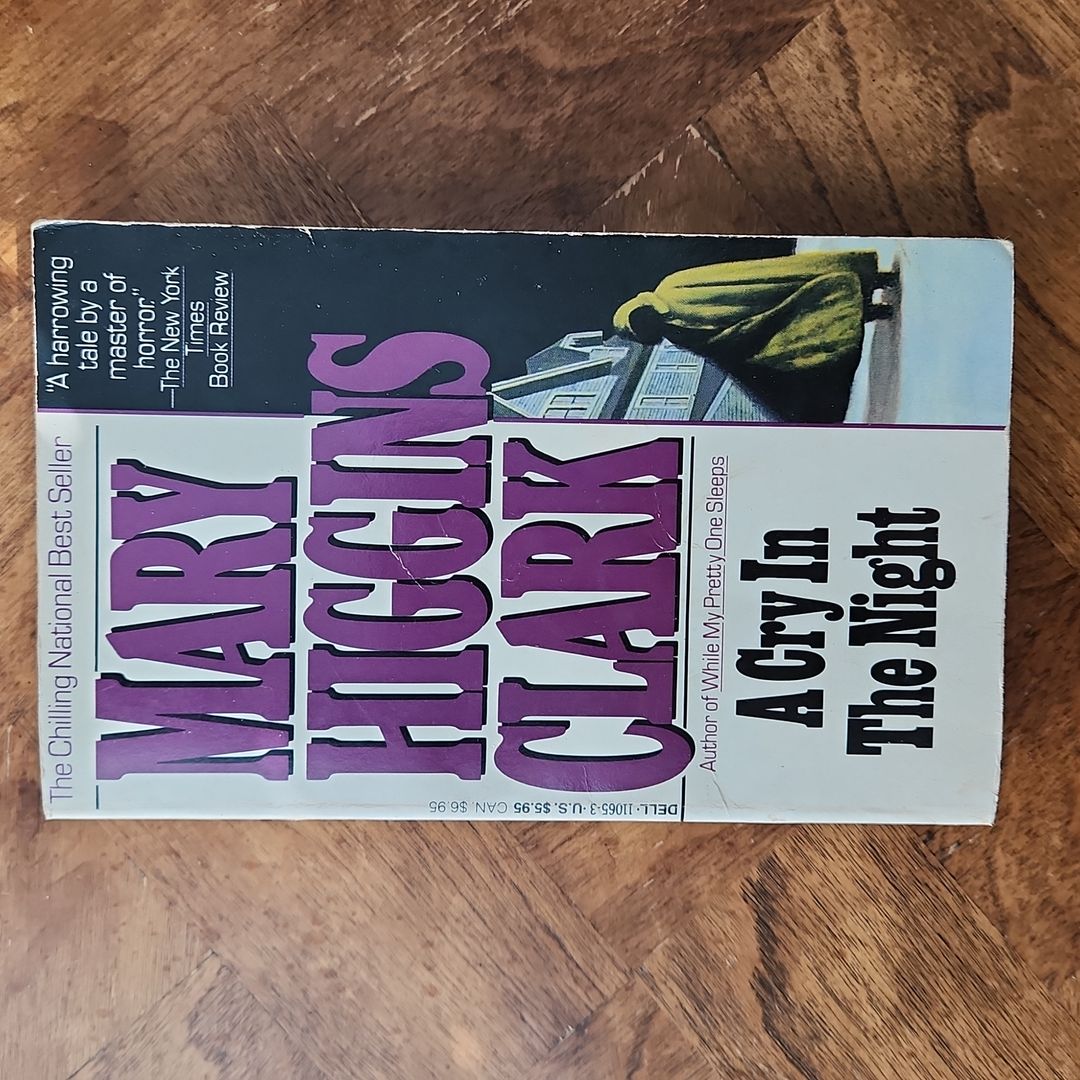 The Chilling National Best Seller
"A harrowing
tale by a
master of
horror."
—The New York
Times
Book Review
MARY
HIGGINS
CLARK
DELL • 11065-3 • U.S. $5.95 CAN. $6.95
Author of While My Pretty One Sleeps
A Cry In
The Night